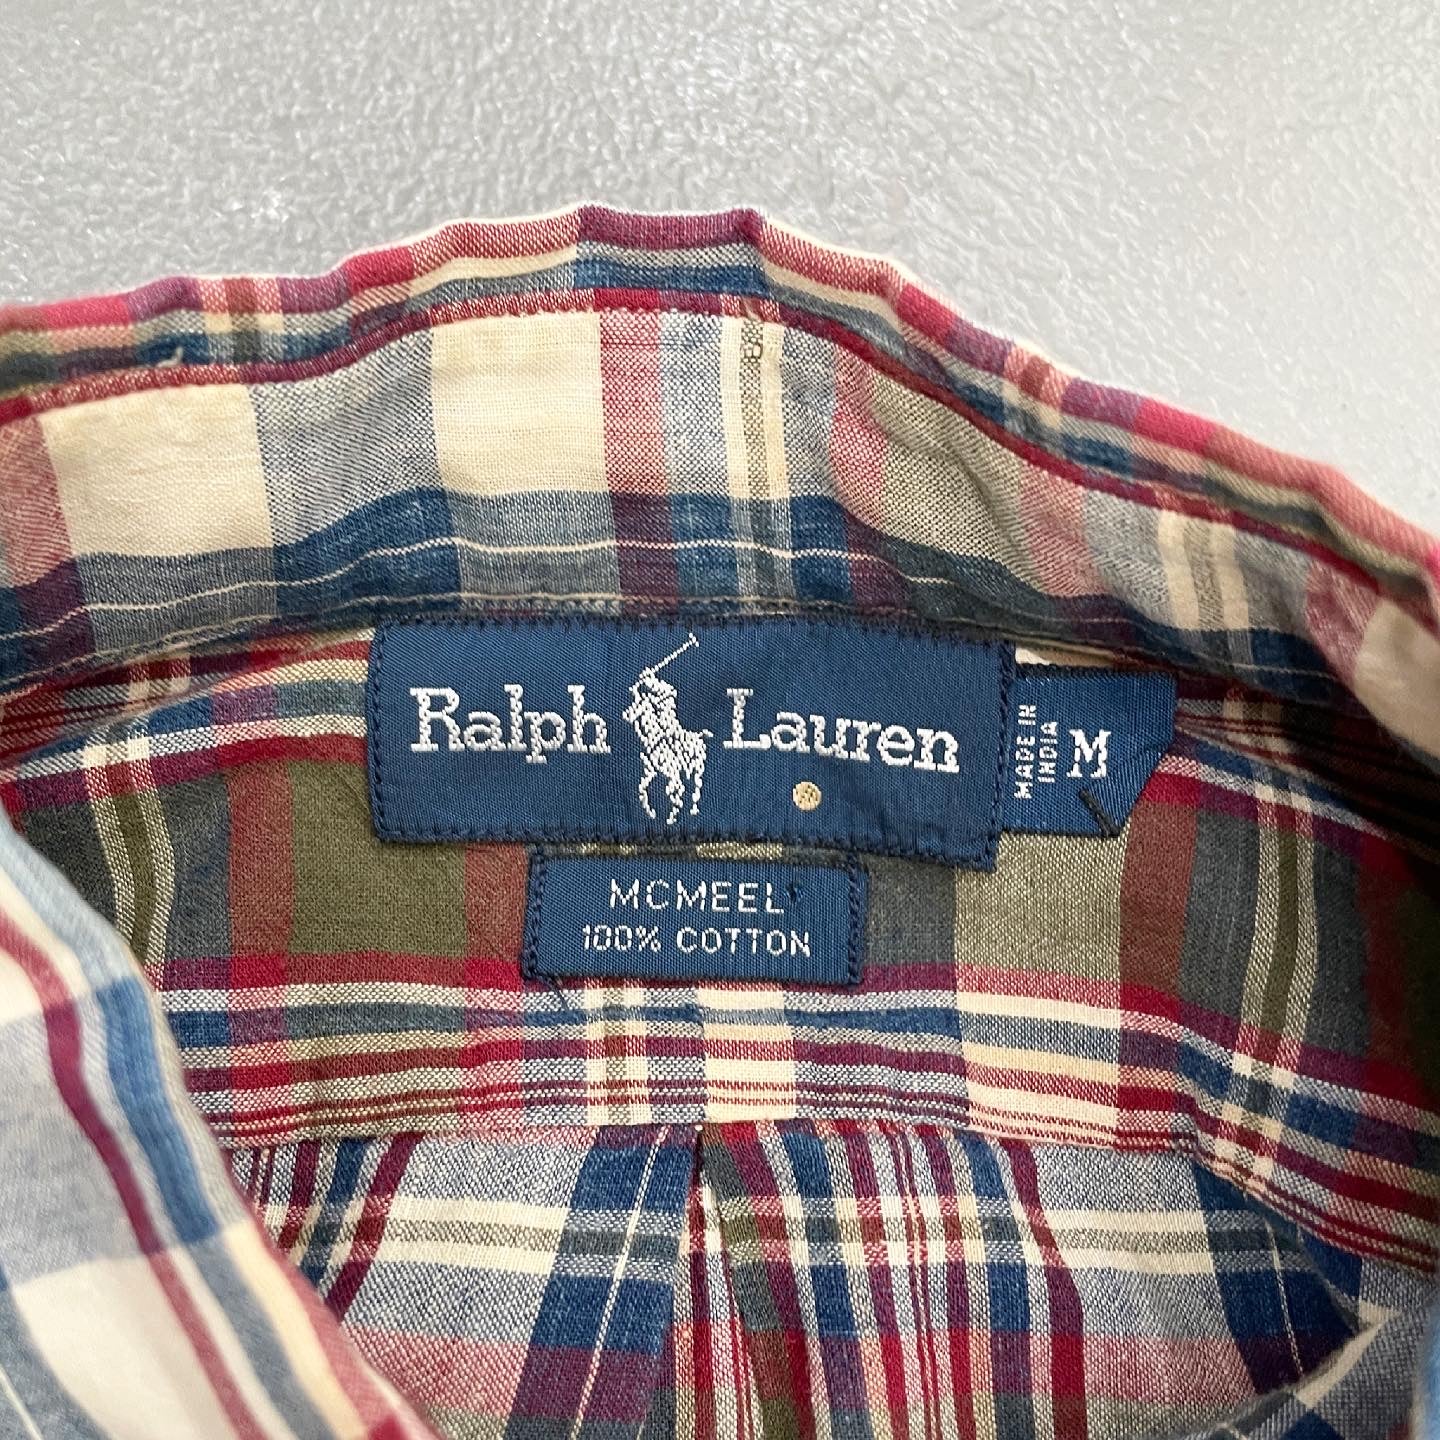 Ralph Lauren
MADE IN
INDIA
M
MCMEEL
100% COTTON